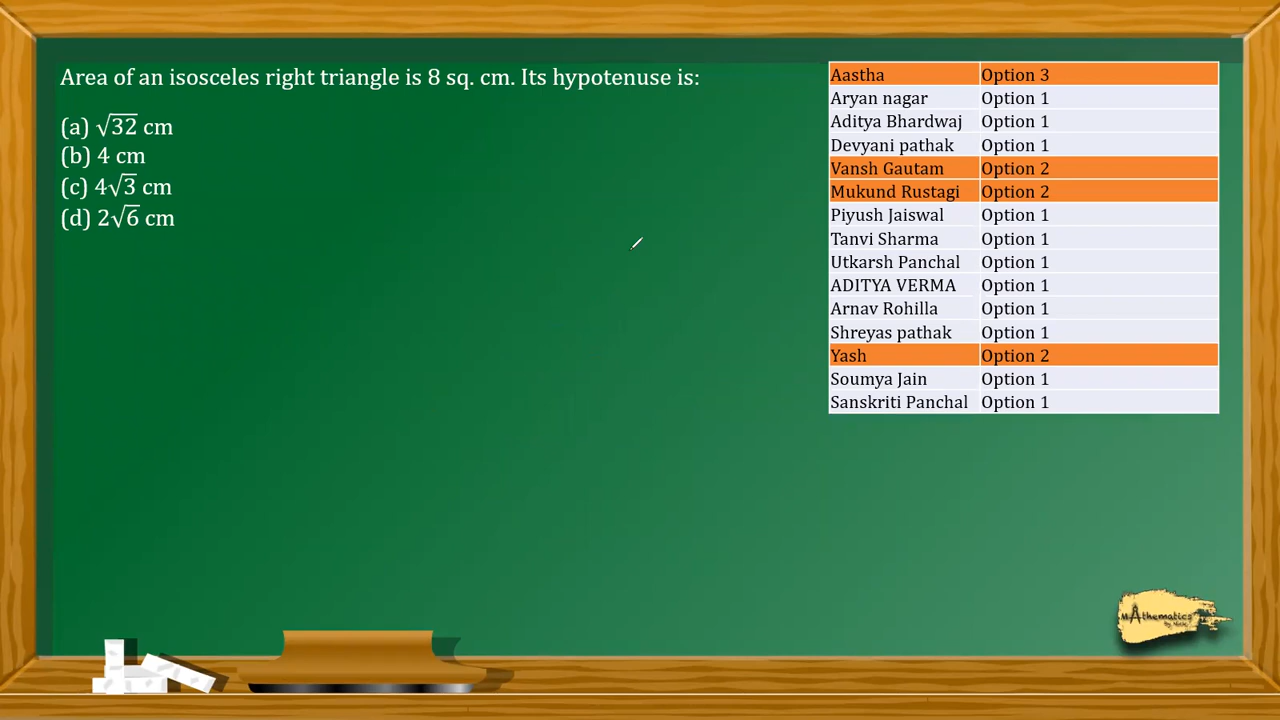 Area of an isosceles right triangle is 8 sq. cm. Its hypotenuse is:
(a) √32 cm
(b) 4 cm
(c) 4√3 cm
(d) 2√6 cm
Aastha Option 3
Aryan nagar Option 1
Aditya Bhardwaj Option 1
Devyani pathak Option 1
Vansh Gautam Option 2
Mukund Rustagi Option 2
Piyush Jaiswal Option 1
Tanvi Sharma Option 1
Utkarsh Panchal Option 1
ADITYA VERMA Option 1
Arnav Rohilla Option 1
Shreyas pathak Option 1
Yash Option 2
Soumya Jain Option 1
Sanskriti Panchal Option 1
mAthematics